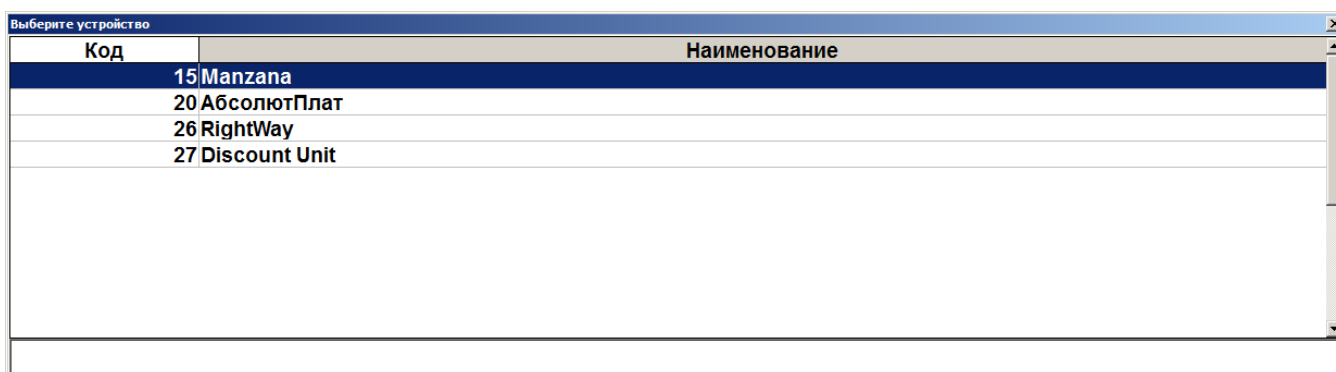 Выберите устройство
Код Наименование
15 Manzana
20 АбсолютПлат
26 RightWay
27 Discount Unit